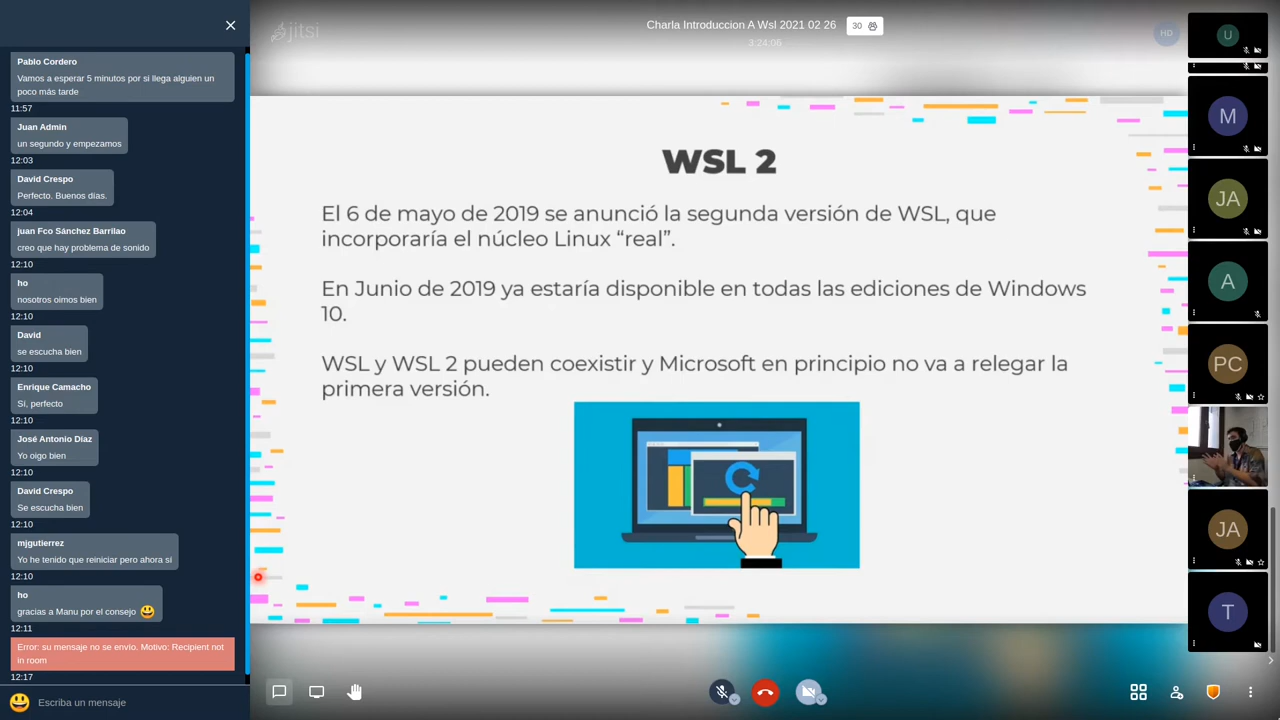 Pablo Cordero
Vamos a esperar 5 minutos por si llega alguien un
poco más tarde
11:57
Juan Admin
un segundo y empezamos
12:03
David Crespo
Perfecto. Buenos días.
12:04
juan Fco Sánchez Barrilao
creo que hay problema de sonido
12:10
ho
nosotros oimos bien
12:10
David
se escucha bien
12:10
Enrique Camacho
Sí, perfecto
12:10
José Antonio Díaz
Yo oigo bien
12:10
David Crespo
Se escucha bien
12:10
mjgutierrez
Yo he tenido que reiniciar pero ahora sí
12:10
ho
gracias a Manu por el consejo
12:11
Error: su mensaje no se envío. Motivo: Recipient not
in room
12:17
Escriba un mensaje
jitsi
Charla Introduccion A Wsl 2021 02 26
30
3:24:06
HD
WSL 2
El 6 de mayo de 2019 se anunció la segunda versión de WSL, que
incorporaría el núcleo Linux “real”.
En Junio de 2019 ya estaría disponible en todas las ediciones de Windows
10.
WSL y WSL 2 pueden coexistir y Microsoft en principio no va a relegar la
primera versión.
U
M
JA
A
PC
JA
T